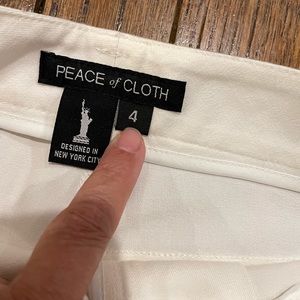 PEACE of CLOTH
4
DESIGNED IN
NEW YORK CITY